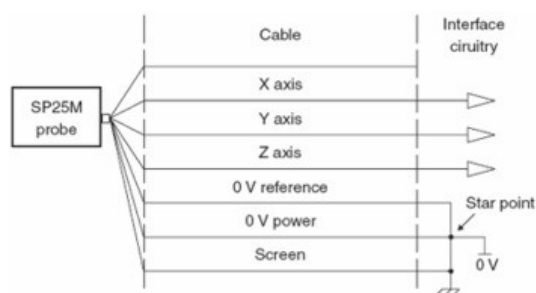 Cable
Interface
ciruitry
X axis
SP25M
probe
Y axis
Z axis
0 V reference
Star point
0 V power
Screen
0 V